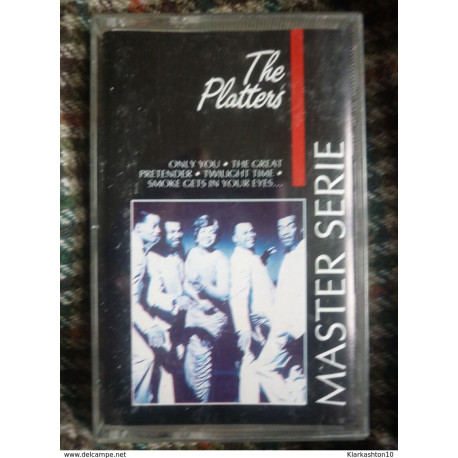 The
Platters
ONLY YOU • THE GREAT
PRETENDER • TWILIGHT TIME •
SMOKE GETS IN YOUR EYES...
MASTER SERIE
www.delcampe.net
Klarkashton10